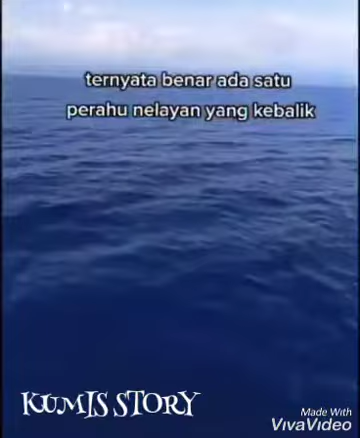 ternyata benar ada satu
perahu nelayan yang kebalik
KUMIS STORY
Made With
VivaVideo